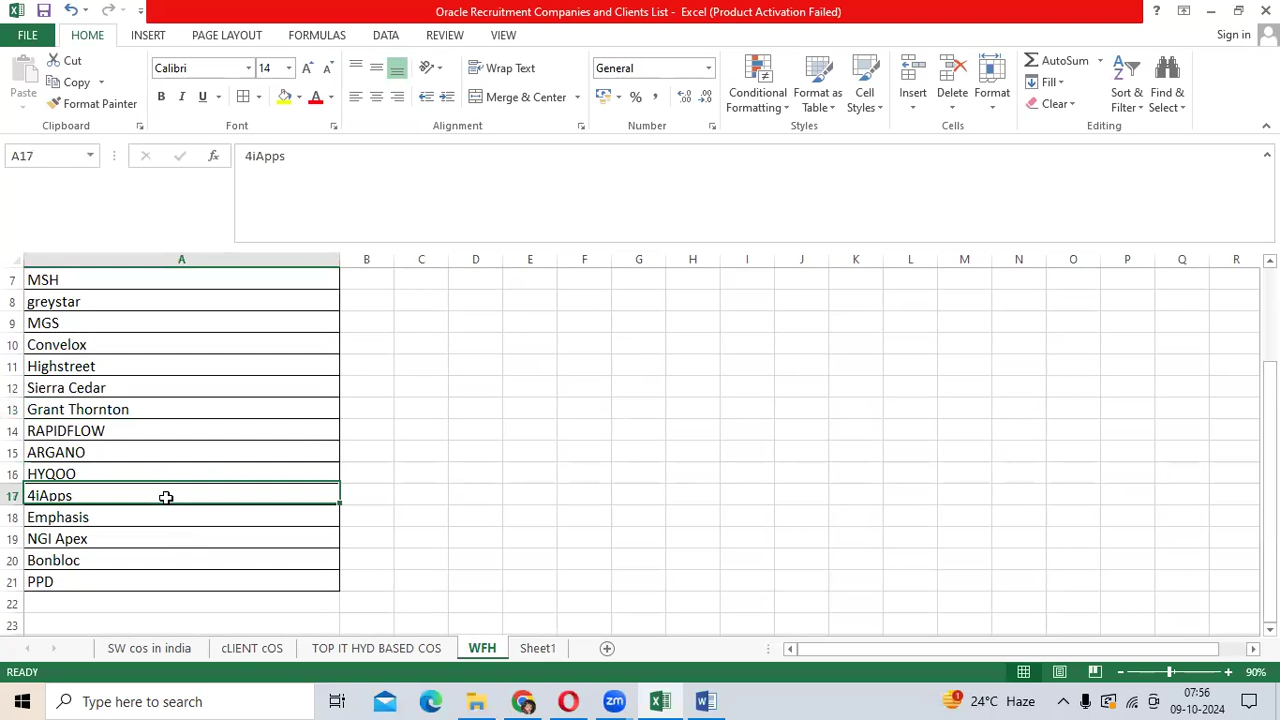 Oracle Recruitment Companies and Clients List - Excel (Product Activation Failed)
FILE HOME INSERT PAGE LAYOUT FORMULAS DATA REVIEW VIEW Sign in
Paste Cut Copy Format Painter
Calibri 14
B I U A
Wrap Text
Merge & Center
General
% ,
Conditional Formatting
Format as Table
Cell Styles
Insert Delete Format
AutoSum
Fill
Clear
Sort & Filter
Find & Select
Clipboard Font Alignment Number Styles Cells Editing
A17 fx 4iApps
A B C D E F G H I J K L M N O P Q R
7 MSH
8 greystar
9 MGS
10 Convelox
11 Highstreet
12 Sierra Cedar
13 Grant Thornton
14 RAPIDFLOW
15 ARGANO
16 HYQOO
17 4iApps
18 Emphasis
19 NGI Apex
20 Bonbloc
21 PPD
22
23
SW cos in india cLIENT cOS TOP IT HYD BASED COS WFH Sheet1
READY 90%
Type here to search
24°C Haze
07:56
09-10-2024